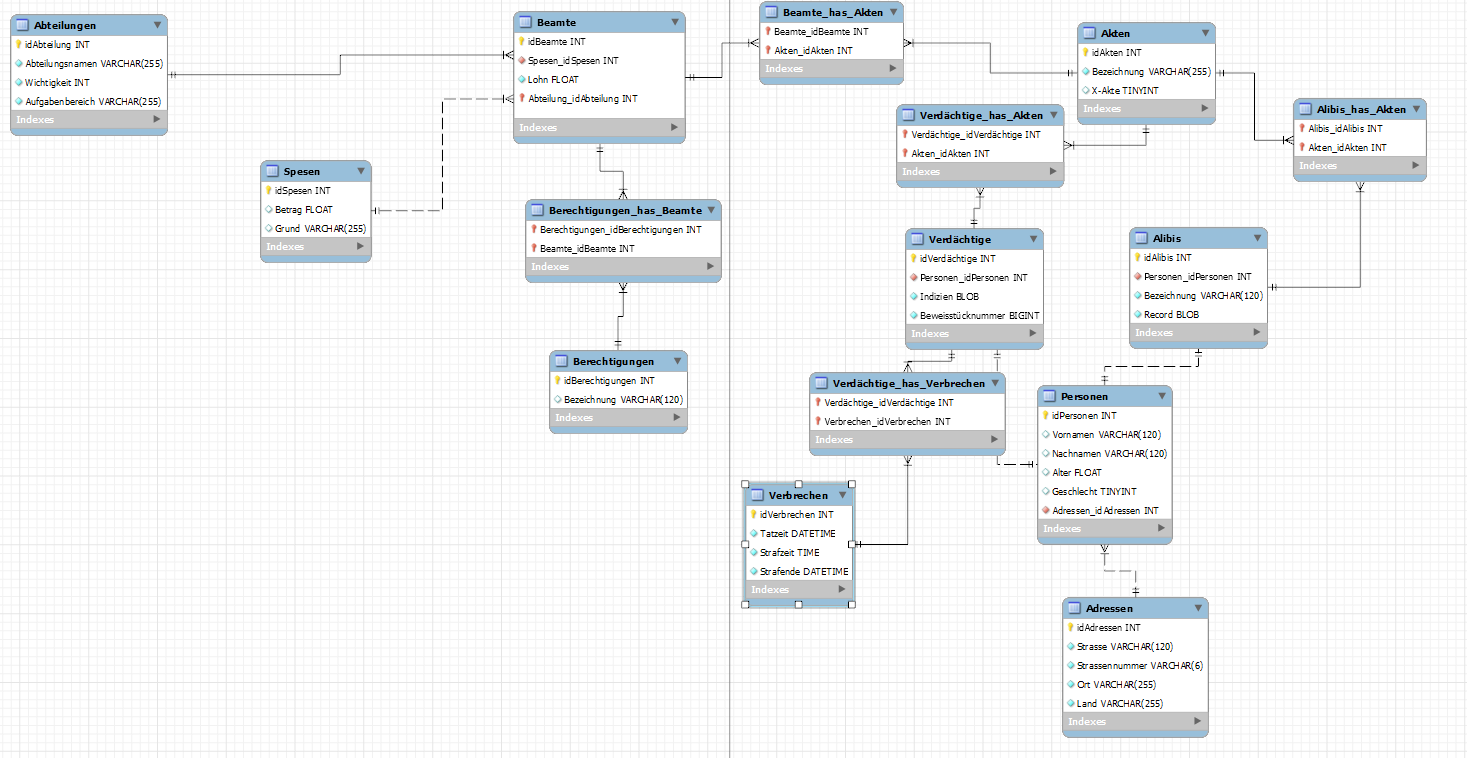 Abteilungen
idAbteilung INT
Abteilungsnamen VARCHAR(255)
Wichtigkeit INT
Aufgabenbereich VARCHAR(255)
Indexes
Beamte
idBeamte INT
Spesen_idSpesen INT
Lohn FLOAT
Abteilung_idAbteilung INT
Indexes
Beamte_has_Akten
Beamte_idBeamte INT
Akten_idAkten INT
Indexes
Akten
idAkten INT
Bezeichnung VARCHAR(255)
X-Akte TINYINT
Indexes
Verdächtige_has_Akten
Verdächtige_idVerdächtige INT
Akten_idAkten INT
Indexes
Alibis_has_Akten
Alibis_idAlibis INT
Akten_idAkten INT
Indexes
Spesen
idSpesen INT
Betrag FLOAT
Grund VARCHAR(255)
Indexes
Berechtigungen_has_Beamte
Berechtigungen_idBerechtigungen INT
Beamte_idBeamte INT
Indexes
Verdächtige
idVerdächtige INT
Personen_idPersonen INT
Indizien BLOB
Beweisstücknummer BIGINT
Indexes
Alibis
idAlibis INT
Personen_idPersonen INT
Bezeichnung VARCHAR(120)
Record BLOB
Indexes
Berechtigungen
idBerechtigungen INT
Bezeichnung VARCHAR(120)
Indexes
Verdächtige_has_Verbrechen
Verdächtige_idVerdächtige INT
Verbrechen_idVerbrechen INT
Indexes
Personen
idPersonen INT
Vornamen VARCHAR(120)
Nachnamen VARCHAR(120)
Alter FLOAT
Geschlecht TINYINT
Adressen_idAdressen INT
Indexes
Verbrechen
idVerbrechen INT
Tatzeit DATETIME
Strafzeit TIME
Strafende DATETIME
Indexes
Adressen
idAdressen INT
Strasse VARCHAR(120)
Strassennummer VARCHAR(6)
Ort VARCHAR(255)
Land VARCHAR(255)
Indexes